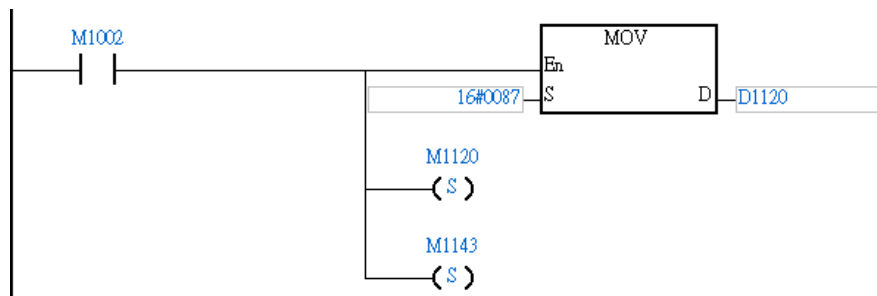 M1002
MOV
En
16#0087 S D D1120
M1120
( S )
M1143
( S )